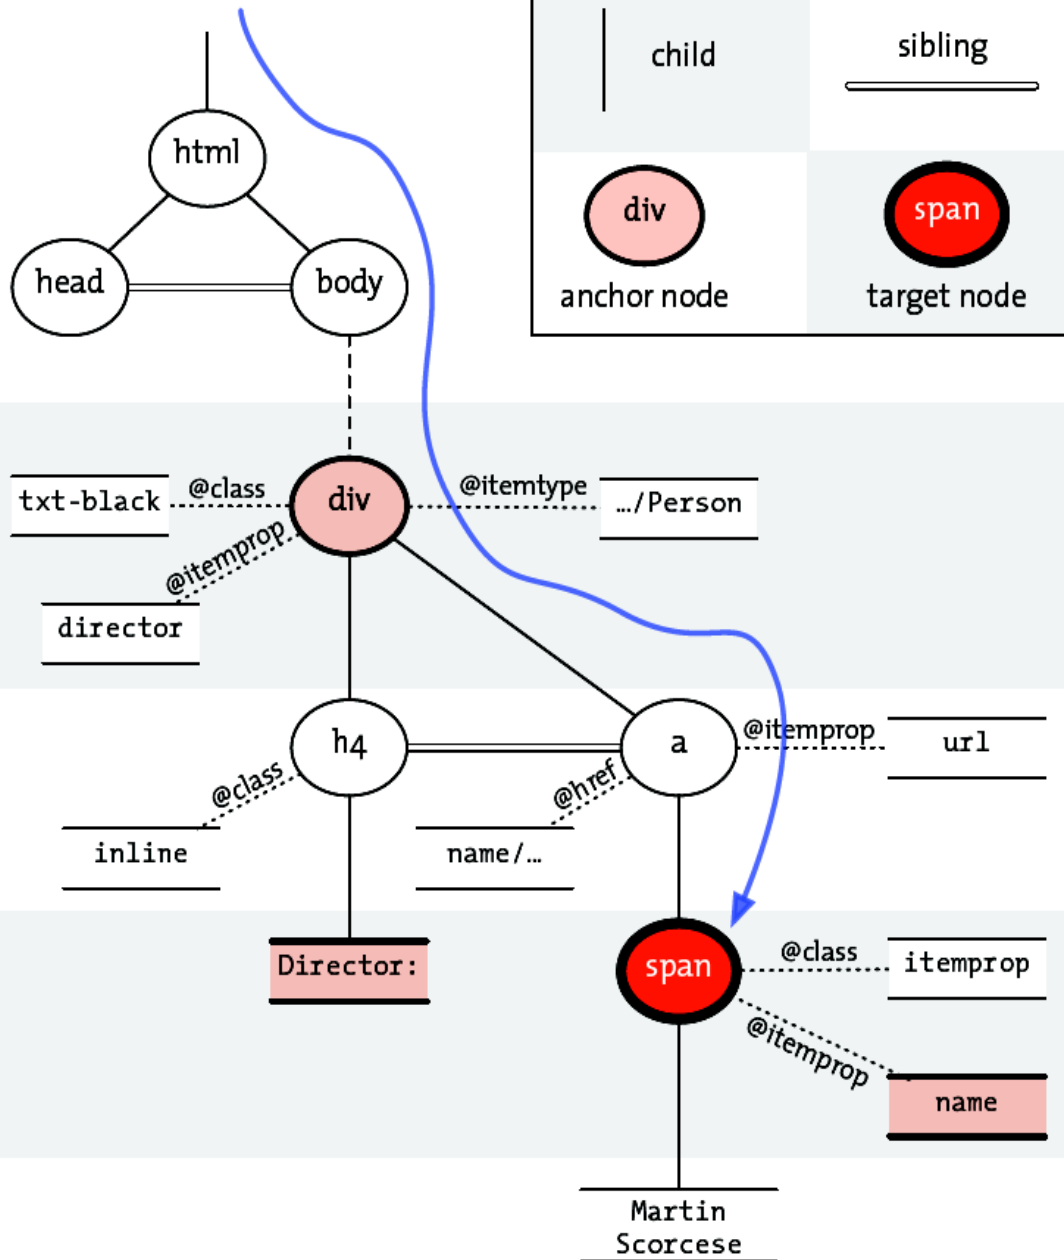 child
sibling
html
div
span
head
body
anchor node
target node
txt-black
@class
div
@itemtype
…/Person
@itemprop
director
h4
a
@itemprop
url
@class
@href
inline
name/…
Director:
span
@class
itemprop
@itemprop
name
Martin
Scorcese